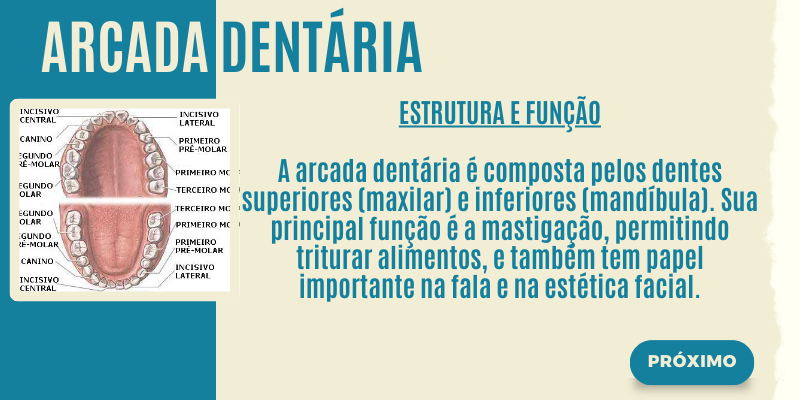 ARCADA DENTÁRIA
INCISIVO
CENTRAL
CANINO
EGUNDO
RÉ-MOLAR
EGUNDO
OLAR
INCISIVO
LATERAL
PRIMEIRO
PRÉ-MOLAR
PRIMEIRO MO
TERCEIRO MO
EGUNDO
OLAR
EGUNDO
RÉ-MOLAR
CANINO
INCISIVO
CENTRAL
TERCEIRO MO
PRIMEIRO MO
PRIMEIRO
PRÉ-MOLAR
INCISIVO
LATERAL
ESTRUTURA E FUNÇÃO
A arcada dentária é composta pelos dentes
superiores (maxilar) e inferiores (mandíbula). Sua
principal função é a mastigação, permitindo
triturar alimentos, e também tem papel
importante na fala e na estética facial.
PRÓXIMO